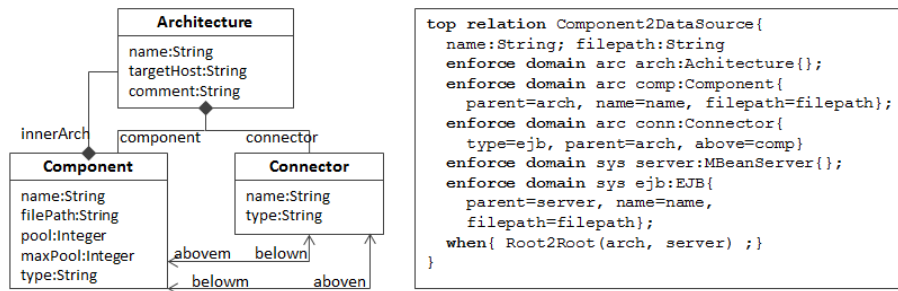 Architecture
name:String
targetHost:String
comment:String
innerArch
component
connector
Component
name:String
filePath:String
pool:Integer
maxPool:Integer
type:String
Connector
name:String
type:String
abovem
belown
belowm
aboven
top relation Component2DataSource{
name:String; filepath:String
enforce domain arc arch:Achitecture{};
enforce domain arc comp:Component{
parent=arch, name=name, filepath=filepath};
enforce domain arc conn:Connector{
type=ejb, parent=arch, above=comp}
enforce domain sys server:MBeanServer{};
enforce domain sys ejb:EJB{
parent=server, name=name,
filepath=filepath};
when{ Root2Root(arch, server) ;}
}